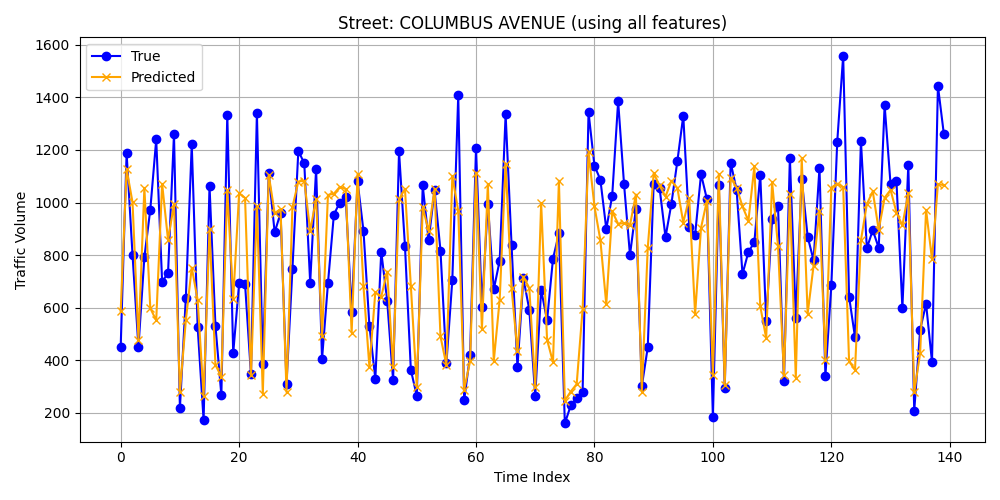 Street: COLUMBUS AVENUE (using all features)
True
Predicted
Traffic Volume
1600
1400
1200
1000
800
600
400
200
0 20 40 60 80 100 120 140
Time Index